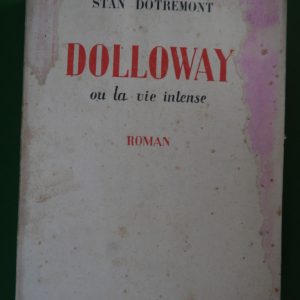 STAN DOTREMONT
DOLLOWAY
ou la vie intense
ROMAN